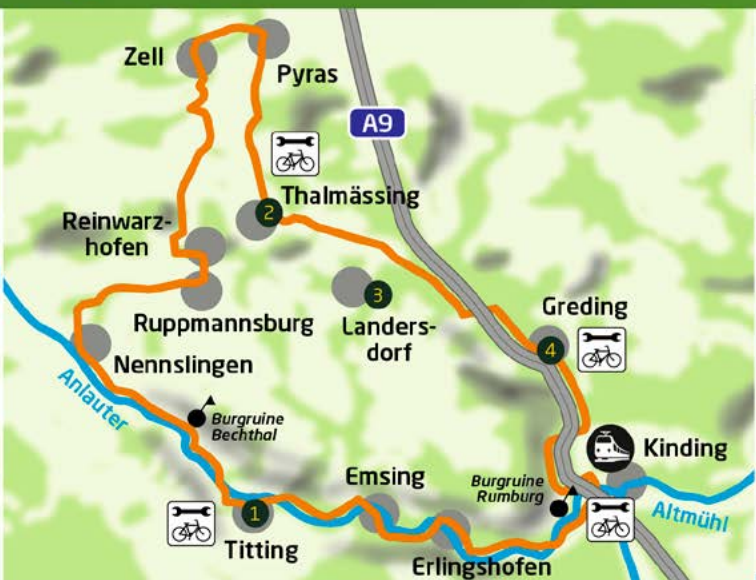 Zell
Pyras
A9
Thalmässing
2
Reinwarz-
hofen
3
Ruppmannsburg
Landers-
dorf
Greding
4
Nennslingen
Anlauter
Burgruine
Bechthal
Kinding
Emsing
Burgruine
Rumburg
Altmühl
1
Titting
Erlingshofen